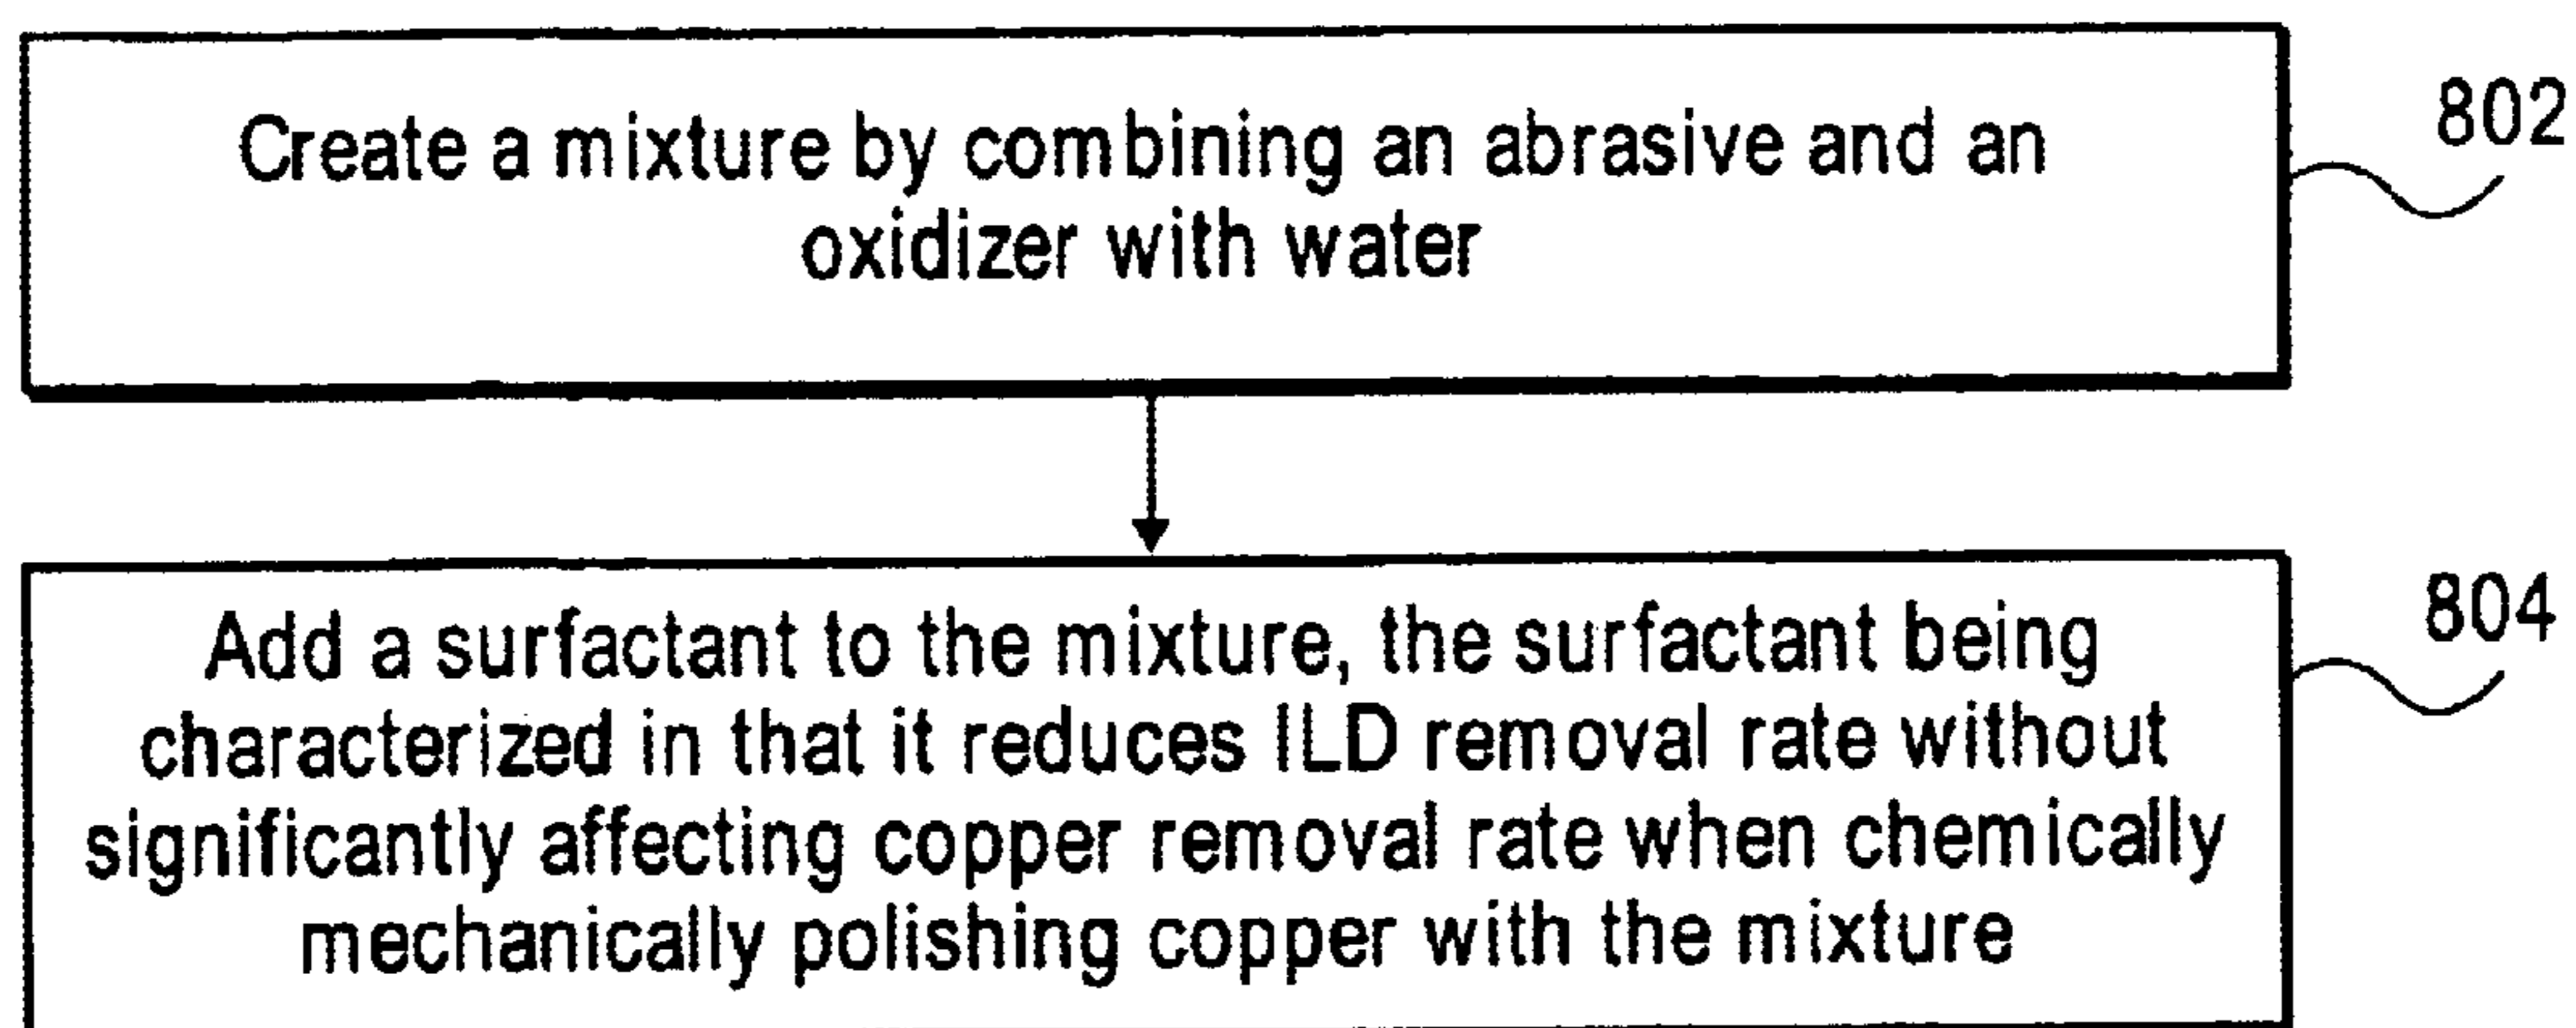 Create a mixture by combining an abrasive and an
oxidizer with water
802
Add a surfactant to the mixture, the surfactant being
characterized in that it reduces ILD removal rate without
significantly affecting copper removal rate when chemically
mechanically polishing copper with the mixture
804